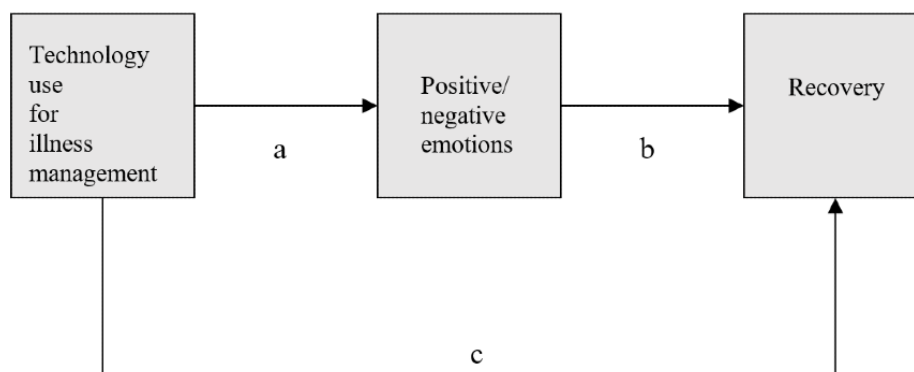 Technology
use
for
illness
management
a
Positive/
negative
emotions
b
Recovery
c